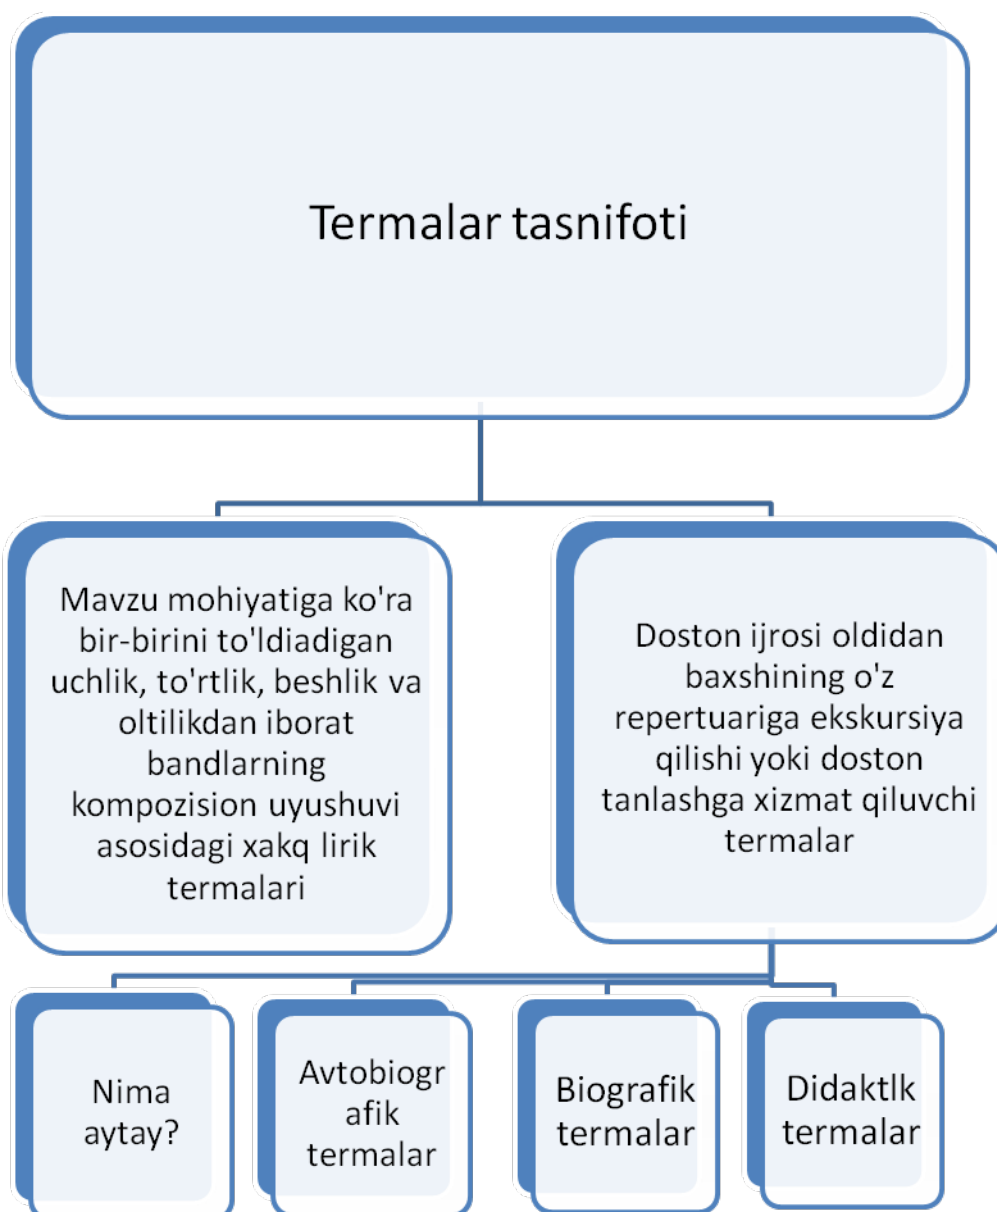 Termalar tasnifoti
Mavzu mohiyatiga ko'ra
bir-birini to'ldiadigan
uchlik, to'rtlik, beshlik va
oltilikdan iborat
bandlarning
kompozision uyushuvi
asosidagi xakq lirik
termalari
Doston ijrosi oldidan
baxshining o'z
repertuariga ekskursiya
qilishi yoki doston
tanlashga xizmat qiluvchi
termalar
Nima
aytay?
Avtobiogr
afik
termalar
Biografik
termalar
Didaktlk
termalar